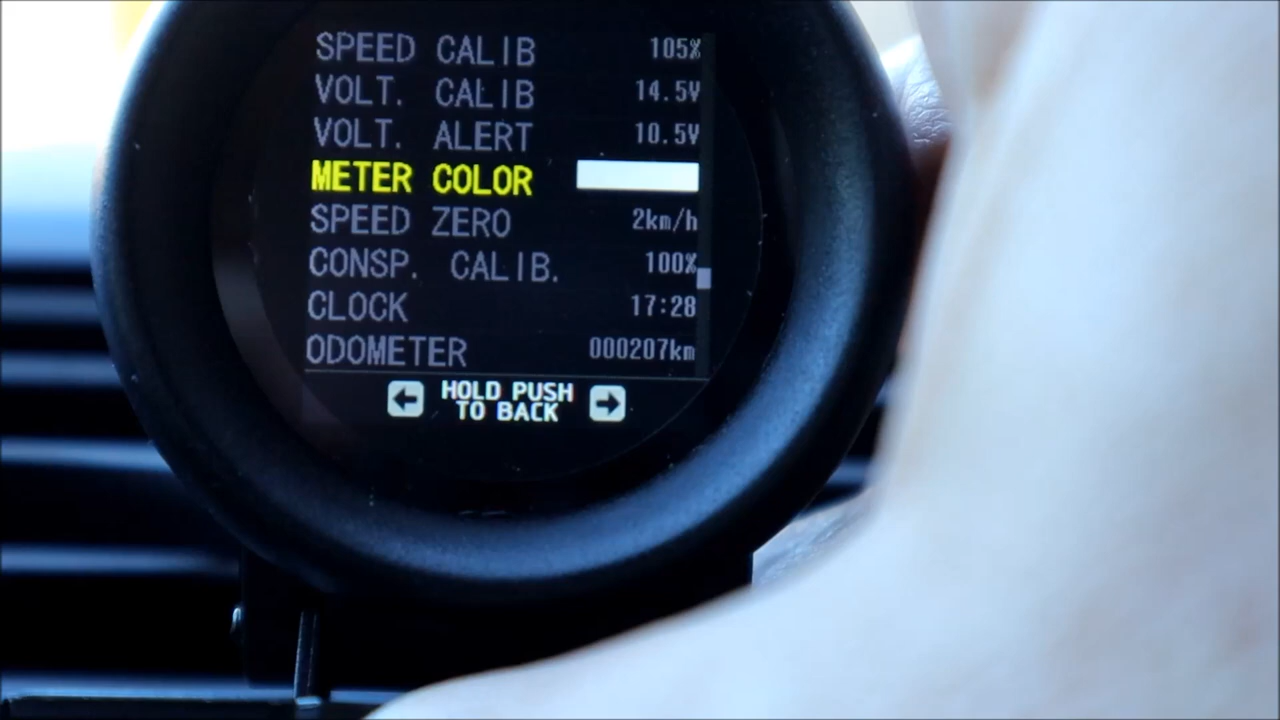 SPEED CALIB 105%
VOLT. CALIB 14.5V
VOLT. ALERT 10.5V
METER COLOR
SPEED ZERO 2km/h
CONSP. CALIB. 100%
CLOCK 17:28
ODOMETER 000207km
HOLD PUSH
TO BACK